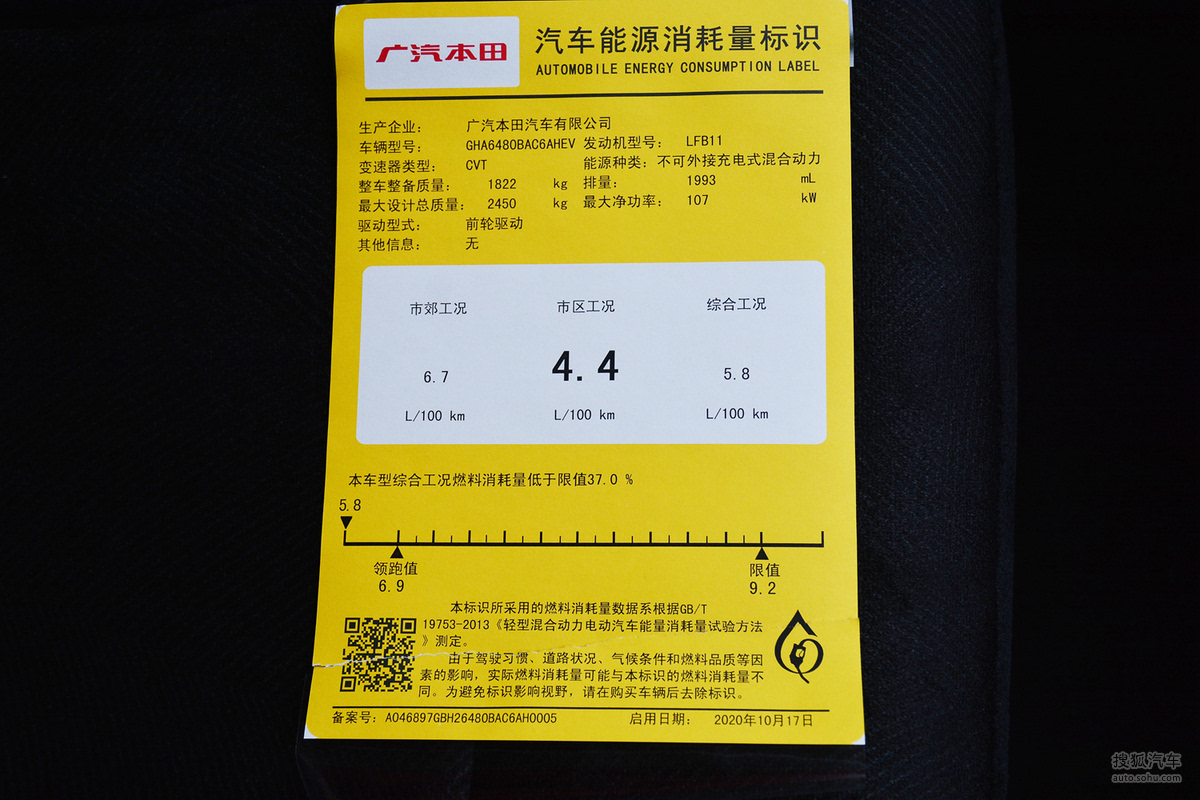 广汽本田
汽车能源消耗量标识
AUTOMOBILE ENERGY CONSUMPTION LABEL
生产企业： 广汽本田汽车有限公司
车辆型号： GHA6480BAC6AHEV 发动机型号： LFB11
变速器类型： CVT 能源种类：不可外接充电式混合动力
整车整备质量： 1822 kg 排量： 1993 mL
最大设计总质量： 2450 kg 最大净功率： 107 kW
驱动型式： 前轮驱动
其他信息： 无
市郊工况 市区工况 综合工况
6.7 4.4 5.8
L/100 km L/100 km L/100 km
本车型综合工况燃料消耗量低于限值37.0 %
5.8
领跑值 限值
6.9 9.2
本标识所采用的燃料消耗量数据系根据GB/T
19753-2013《轻型混合动力电动汽车能量消耗量试验方法
》测定。
由于驾驶习惯、道路状况、气候条件和燃料品质等因
素的影响，实际燃料消耗量可能与本标识的燃料消耗量不
同。为避免标识影响视野，请在购买车辆后去除标识。
备案号：A046897GBH26480BAC6AH0005 启用日期： 2020年10月17日
搜狐汽车
auto.sohu.com